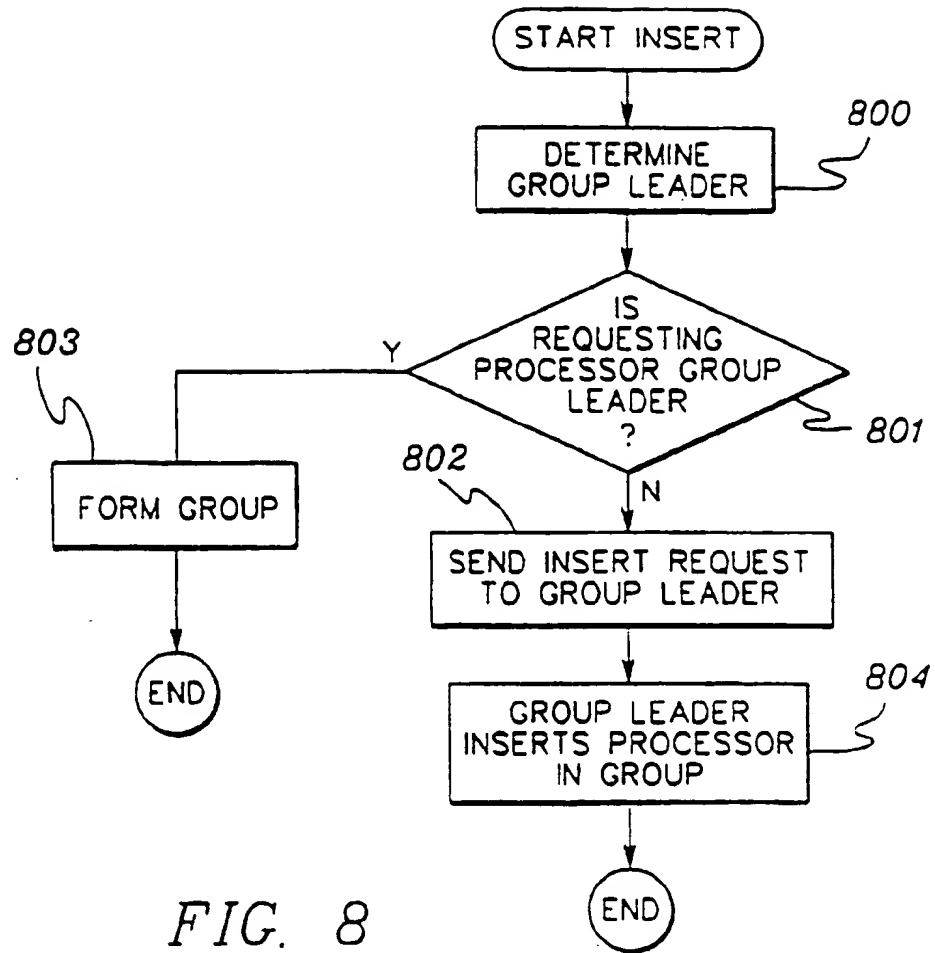 START INSERT
800
DETERMINE
GROUP LEADER
IS
REQUESTING
PROCESSOR GROUP
LEADER
?
801
Y
803
FORM GROUP
END
N
802
SEND INSERT REQUEST
TO GROUP LEADER
804
GROUP LEADER
INSERTS PROCESSOR
IN GROUP
END
FIG. 8